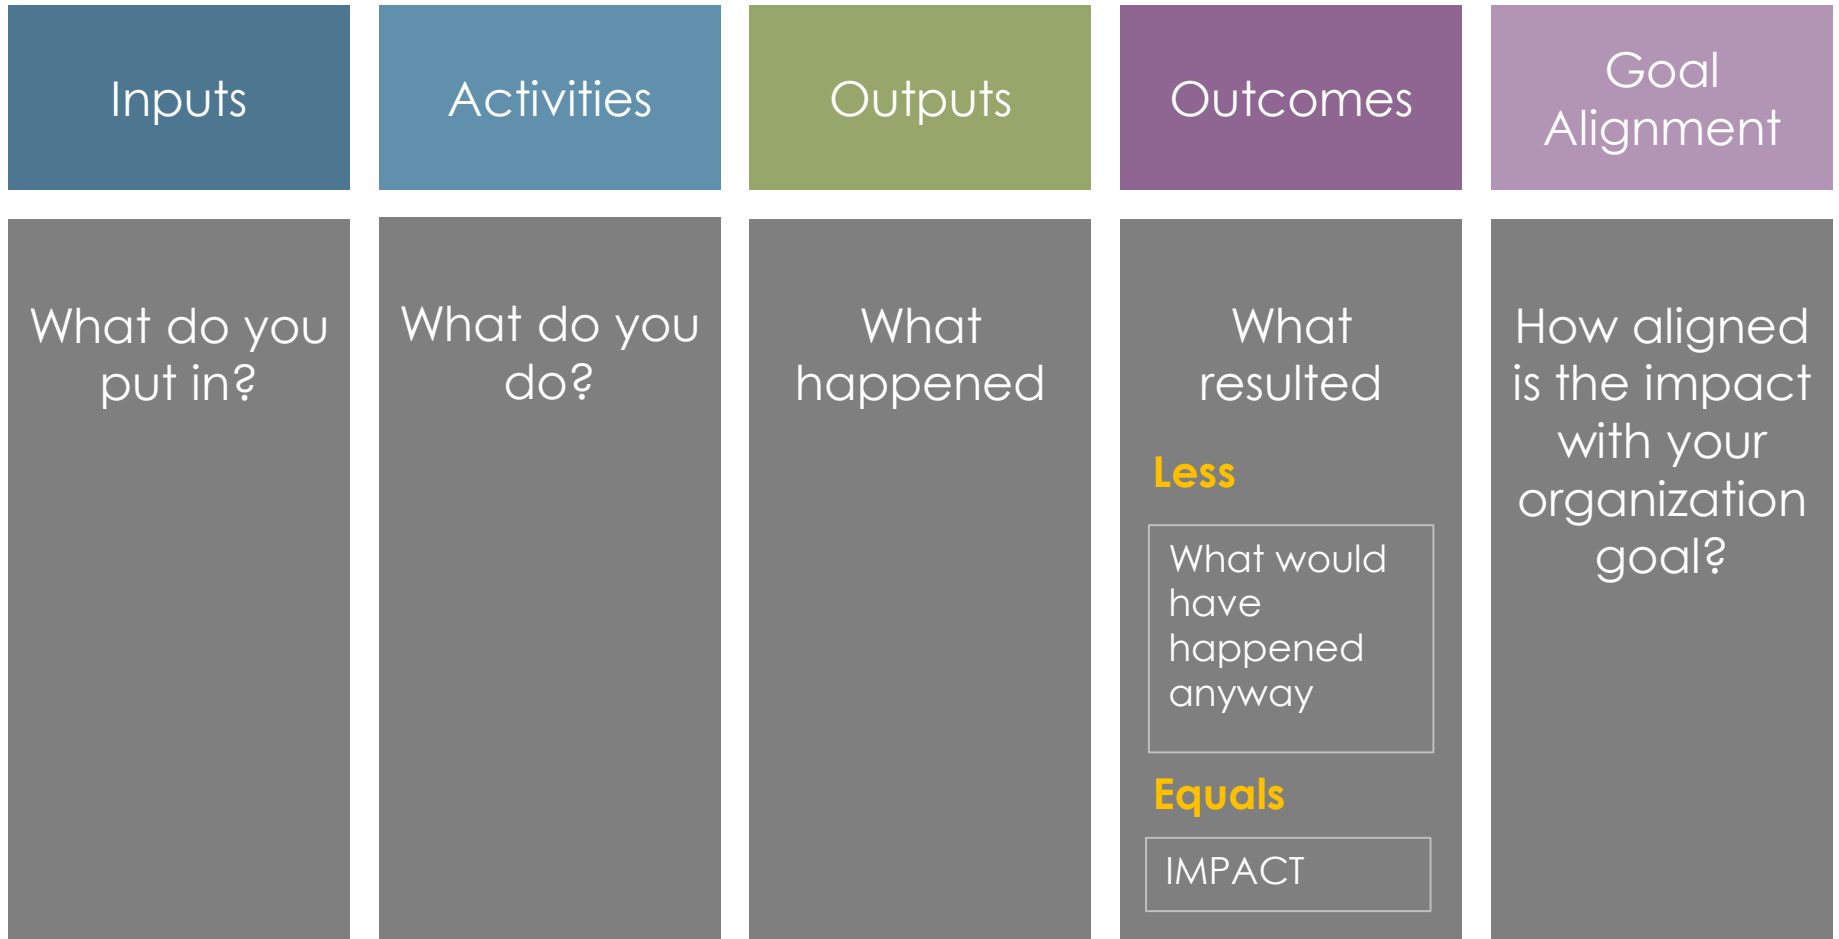 Inputs
Activities
Outputs
Outcomes
Goal
Alignment
What do you
put in?
What do you
do?
What
happened
What
resulted
Less
What would
have
happened
anyway
Equals
IMPACT
How aligned
is the impact
with your
organization
goal?